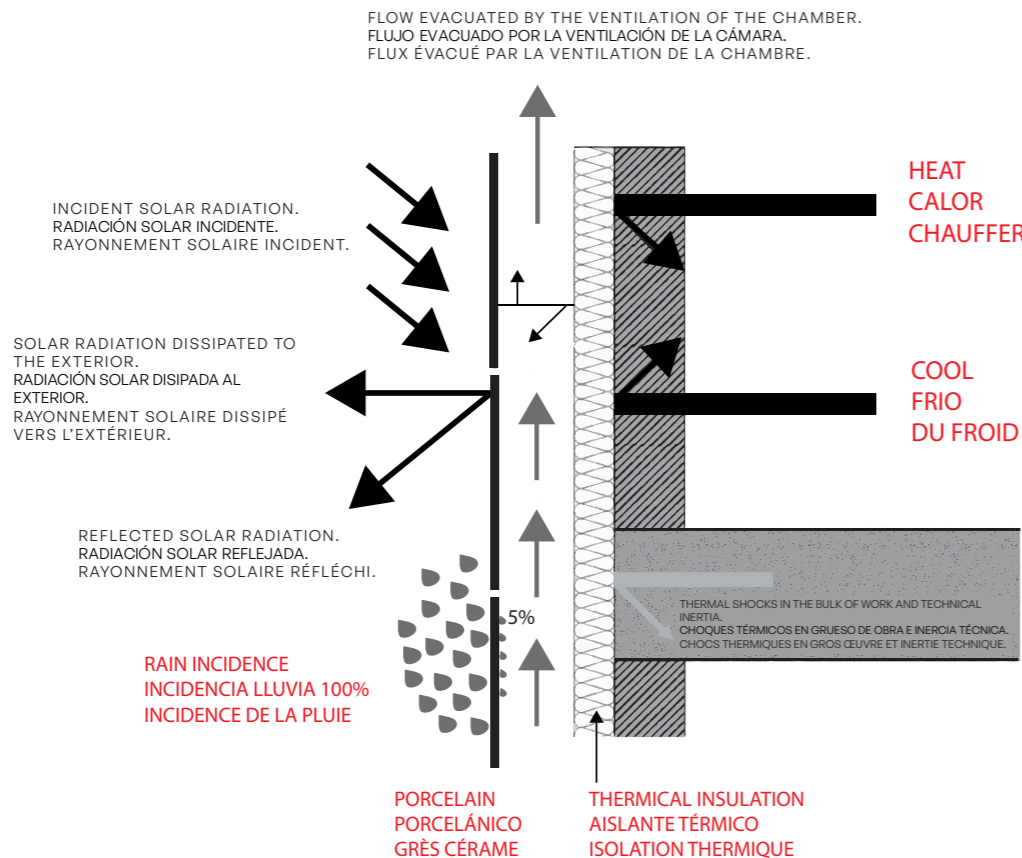 FLOW EVACUATED BY THE VENTILATION OF THE CHAMBER.
FLUJO EVACUADO POR LA VENTILACIÓN DE LA CÁMARA.
FLUX ÉVACUÉ PAR LA VENTILATION DE LA CHAMBRE.
HEAT
CALOR
CHAUFFER
INCIDENT SOLAR RADIATION.
RADIACIÓN SOLAR INCIDENTE.
RAYONNEMENT SOLAIRE INCIDENT.
SOLAR RADIATION DISSIPATED TO
THE EXTERIOR.
RADIACIÓN SOLAR DISIPADA AL
EXTERIOR.
RAYONNEMENT SOLAIRE DISSIPÉ
VERS L'EXTÉRIEUR.
COOL
FRIO
DU FROID
REFLECTED SOLAR RADIATION.
RADIACIÓN SOLAR REFLEJADA.
RAYONNEMENT SOLAIRE RÉFLÉCHI.
5%
THERMAL SHOCKS IN THE BULK OF WORK AND TECHNICAL
INERTIA.
CHOQUES TÉRMICOS EN GRUESO DE OBRA E INERCIA TÉCNICA.
CHOCS THERMIQUES EN GROS ŒUVRE ET INERTIE TECHNIQUE.
RAIN INCIDENCE
INCIDENCIA LLUVIA 100%
INCIDENCE DE LA PLUIE
PORCELAIN
PORCELÁNICO
GRÈS CÉRAME
THERMICAL INSULATION
AISLANTE TÉRMICO
ISOLATION THERMIQUE